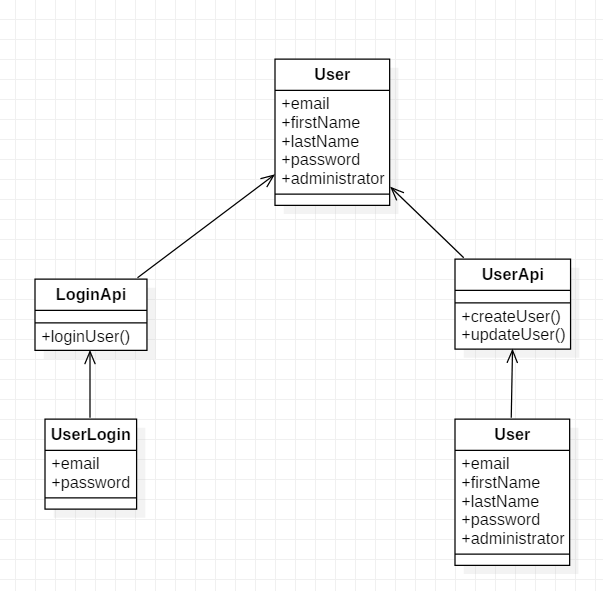 User
+email
+firstName
+lastName
+password
+administrator
LoginApi
+loginUser()
UserApi
+createUser()
+updateUser()
UserLogin
+email
+password
User
+email
+firstName
+lastName
+password
+administrator